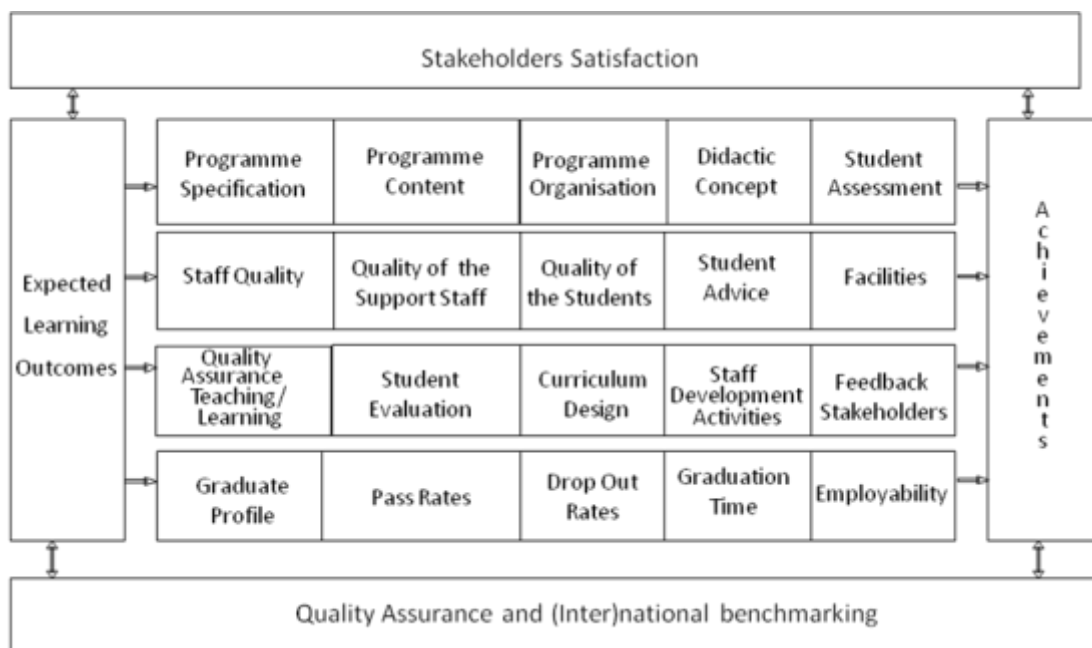 Stakeholders Satisfaction
Expected
Learning
Outcomes
Programme
Specification
Programme
Content
Programme
Organisation
Didactic
Concept
Student
Assessment
Staff Quality
Quality of the
Support Staff
Quality of
the Students
Student
Advice
Facilities
Quality
Assurance
Teaching/
Learning
Student
Evaluation
Curriculum
Design
Staff
Development
Activities
Feedback
Stakeholders
Graduate
Profile
Pass Rates
Drop Out
Rates
Graduation
Time
Employability
Achievements
Quality Assurance and (Inter)national benchmarking